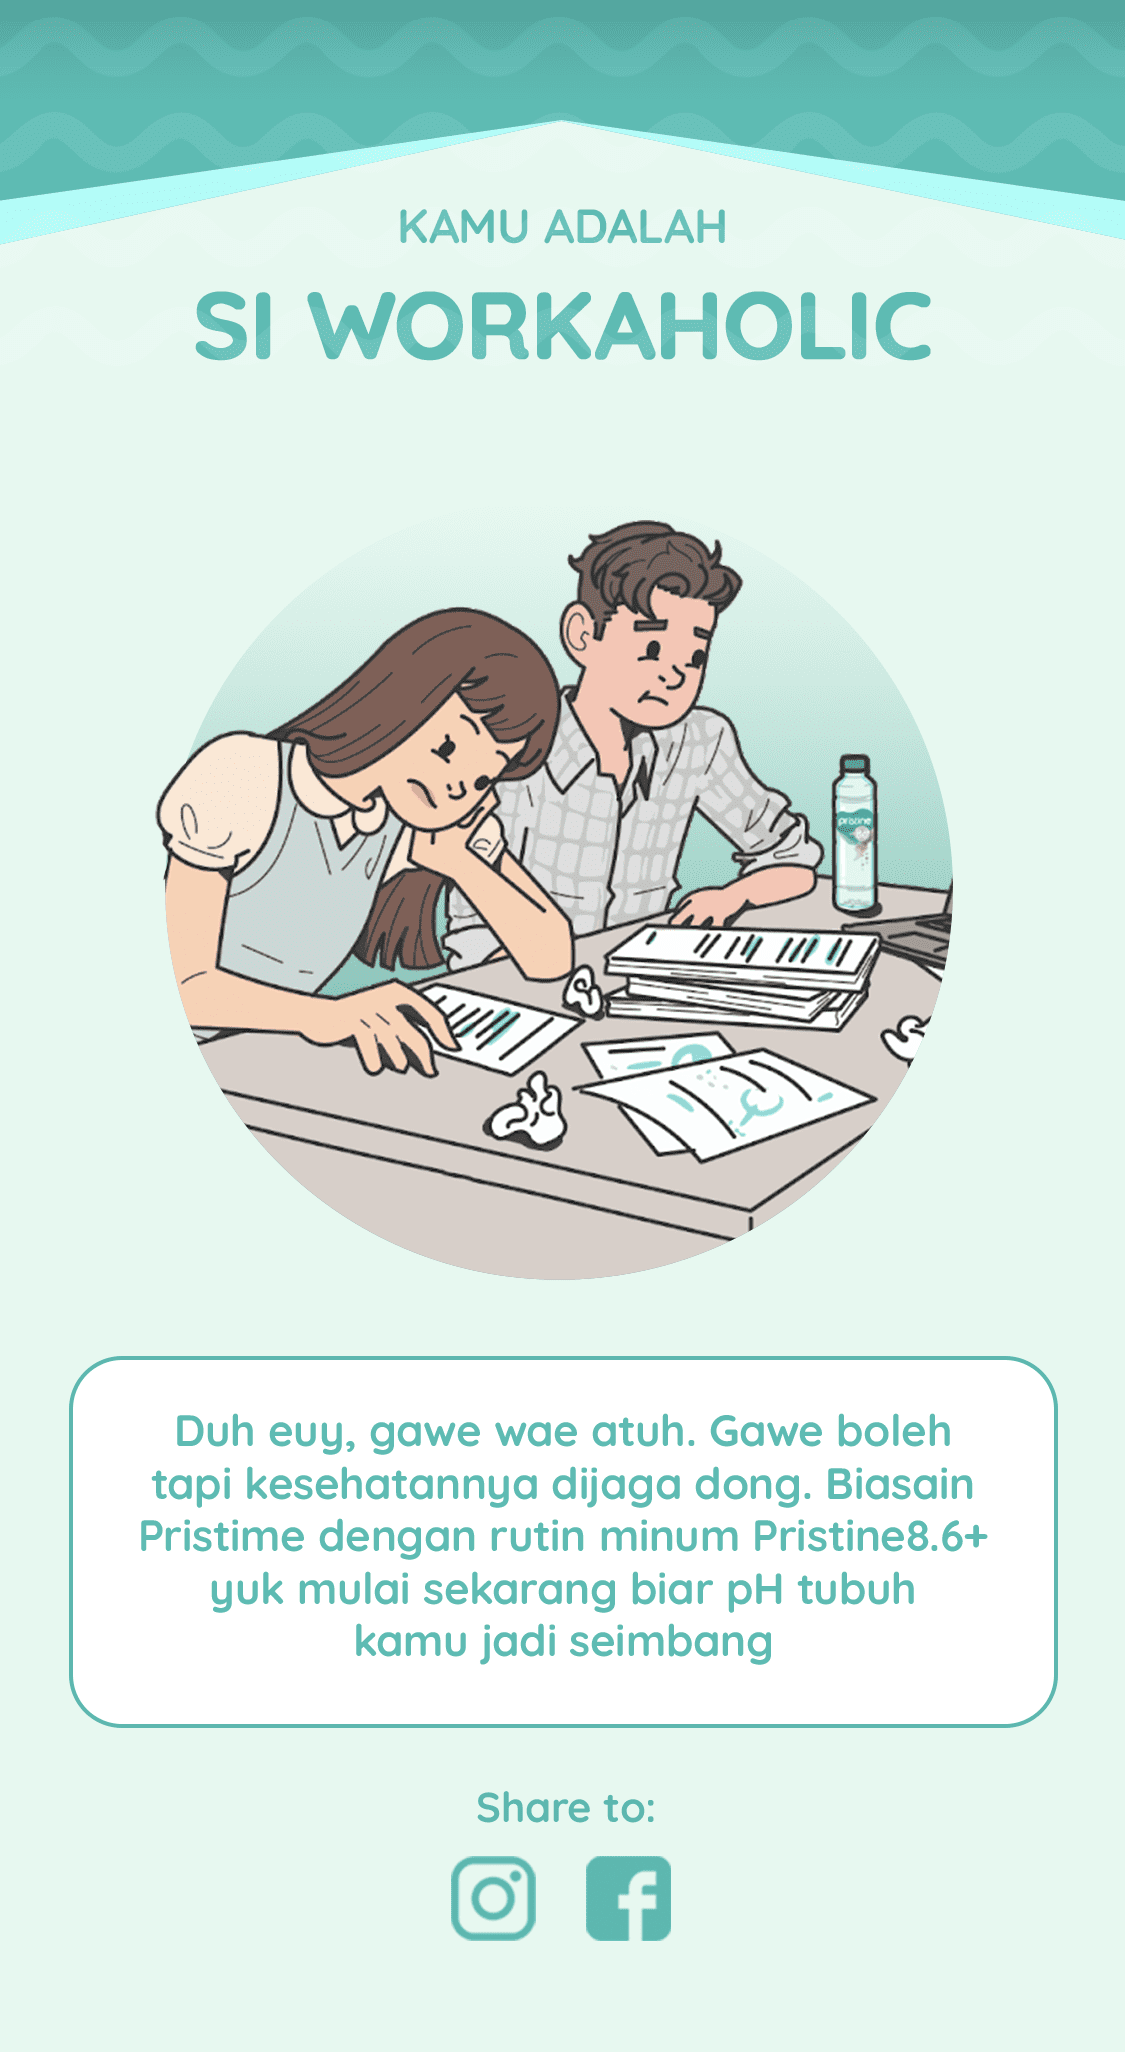 KAMU ADALAH
SI WORKAHOLIC
pristine
Duh euy, gawe wae atuh. Gawe boleh
tapi kesehatannya dijaga dong. Biasain
Pristime dengan rutin minum Pristine8.6+
yuk mulai sekarang biar pH tubuh
kamu jadi seimbang
Share to: